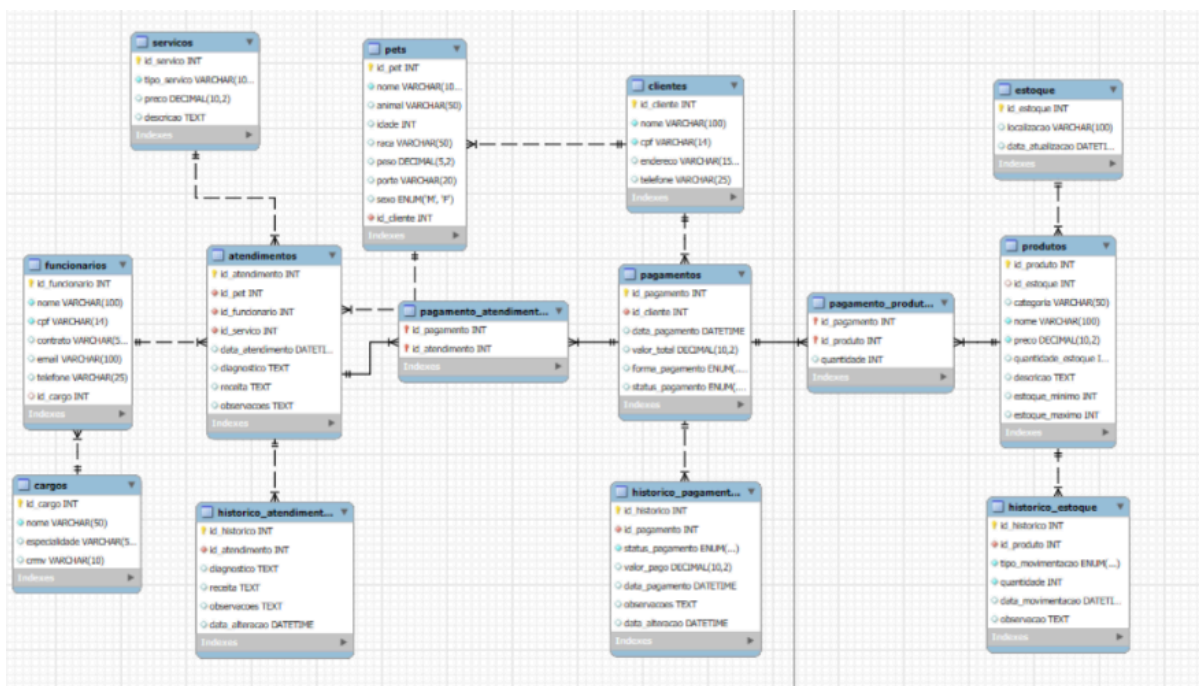 servicos
id_servico INT
tipo_servico VARCHAR(10...
preco DECIMAL(10,2)
descricao TEXT
Indexes
pets
id_pet INT
nome VARCHAR(10...
animal VARCHAR(50)
idade INT
raca VARCHAR(50)
peso DECIMAL(5,2)
porte VARCHAR(20)
sexo ENUM('M', 'F')
id_cliente INT
Indexes
clientes
id_cliente INT
nome VARCHAR(100)
cpf VARCHAR(14)
endereco VARCHAR(15...
telefone VARCHAR(25)
Indexes
estoque
id_estoque INT
localizacao VARCHAR(100)
data_atualizacao DATETI...
Indexes
funcionarios
id_funcionario INT
nome VARCHAR(100)
cpf VARCHAR(14)
contrato VARCHAR(5...
email VARCHAR(100)
telefone VARCHAR(25)
id_cargo INT
Indexes
atendimentos
id_atendimento INT
id_pet INT
id_funcionario INT
id_servico INT
data_atendimento DATETI...
diagnostico TEXT
receita TEXT
observacoes TEXT
Indexes
pagamento_atendiment...
id_pagamento INT
id_atendimento INT
Indexes
pagamentos
id_pagamento INT
id_cliente INT
data_pagamento DATETIME
valor_total DECIMAL(10,2)
forma_pagamento ENUM(...
status_pagamento ENUM(...
Indexes
pagamento_produt...
id_pagamento INT
id_produto INT
quantidade INT
Indexes
produtos
id_produto INT
id_estoque INT
categoria VARCHAR(50)
nome VARCHAR(100)
preco DECIMAL(10,2)
quantidade_estoque I...
descricao TEXT
estoque_minimo INT
estoque_maximo INT
Indexes
cargos
id_cargo INT
nome VARCHAR(50)
especialidade VARCHAR(5...
crmv VARCHAR(10)
Indexes
historico_atendiment...
id_historico INT
id_atendimento INT
diagnostico TEXT
receita TEXT
observacoes TEXT
data_alteracao DATETIME
Indexes
historico_pagament...
id_historico INT
id_pagamento INT
status_pagamento ENUM(...)
valor_pago DECIMAL(10,2)
data_pagamento DATETIME
observacoes TEXT
data_alteracao DATETIME
Indexes
historico_estoque
id_historico INT
id_produto INT
tipo_movimentacao ENUM(...)
quantidade INT
data_movimentacao DATETI...
observacao TEXT
Indexes